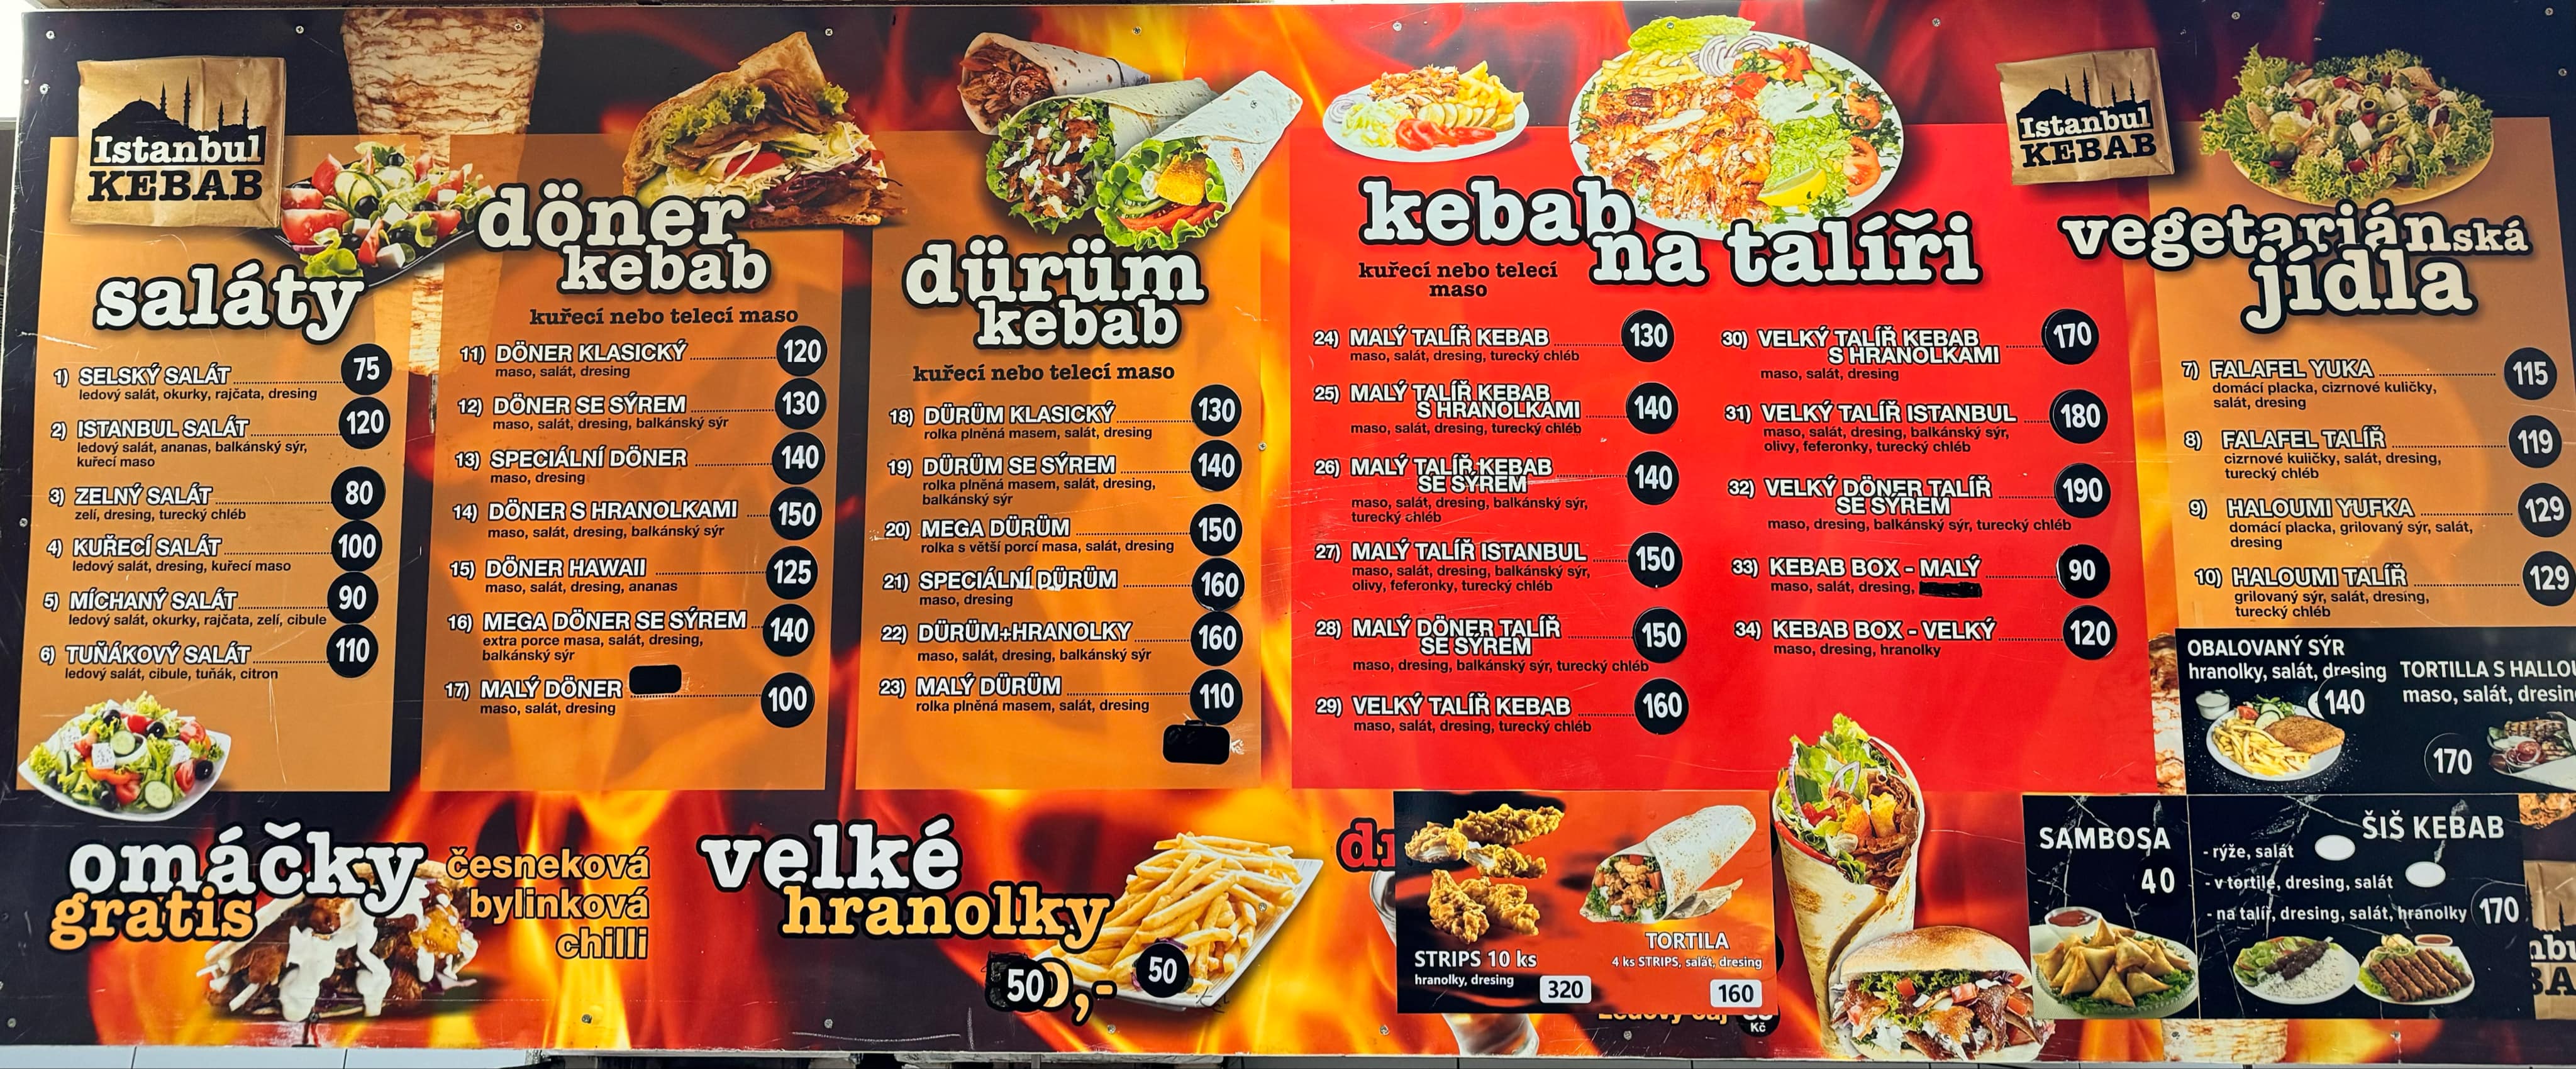 Istanbul
KEBAB
saláty
1) SELSKÝ SALÁT 75
ledový salát, okurky, rajčata, dresing
2) ISTANBUL SALÁT 120
ledový salát, ananas, balkánský sýr,
kuřecí maso
3) ZELNÝ SALÁT 80
zelí, dresing, turecký chléb
4) KUŘECÍ SALÁT 100
ledový salát, dresing, kuřecí maso
5) MÍCHANÝ SALÁT 90
ledový salát, okurky, rajčata, zelí, cibule
6) TUŇÁKOVÝ SALÁT 110
ledový salát, cibule, tuňák, citron
döner
kebab
kuřecí nebo telecí maso
11) DÖNER KLASICKÝ 120
maso, salát, dresing
12) DÖNER SE SÝREM 130
maso, salát, dresing, balkánský sýr
13) SPECIÁLNÍ DÖNER 140
maso, dresing
14) DÖNER S HRANOLKAMI 150
maso, salát, dresing, balkánský sýr
15) DÖNER HAWAII 125
maso, salát, dresing, ananas
16) MEGA DÖNER SE SÝREM 140
extra porce masa, salát, dresing,
balkánský sýr
17) MALÝ DÖNER 100
maso, salát, dresing
dürüm
kebab
kuřecí nebo telecí maso
18) DÜRÜM KLASICKÝ 130
rolka plněná masem, salát, dresing
19) DÜRÜM SE SÝREM 140
rolka plněná masem, salát, dresing,
balkánský sýr
20) MEGA DÜRÜM 150
rolka s větší porcí masa, salát, dresing
21) SPECIÁLNÍ DÜRÜM 160
maso, dresing
22) DÜRÜM+HRANOLKY 160
maso, salát, dresing, balkánský sýr
23) MALÝ DÜRÜM 110
rolka plněná masem, salát, dresing
kebab
na talíři
kuřecí nebo telecí
maso
24) MALÝ TALÍŘ KEBAB 130
maso, salát, dresing, turecký chléb
25) MALÝ TALÍŘ KEBAB
S HRANOLKAMI 140
maso, salát, dresing, turecký chléb
26) MALÝ TALÍŘ KEBAB
SE SÝREM 140
maso, salát, dresing, balkánský sýr,
turecký chléb
27) MALÝ TALÍŘ ISTANBUL 150
maso, salát, dresing, balkánský sýr,
olivy, feferonky, turecký chléb
28) MALÝ DÖNER TALÍŘ
SE SÝREM 150
maso, dresing, balkánský sýr, turecký chléb
29) VELKÝ TALÍŘ KEBAB 160
maso, salát, dresing, turecký chléb
30) VELKÝ TALÍŘ KEBAB
S HRANOLKAMI 170
maso, salát, dresing
31) VELKÝ TALÍŘ ISTANBUL 180
maso, salát, dresing, balkánský sýr,
olivy, feferonky, turecký chléb
32) VELKÝ DÖNER TALÍŘ
SE SÝREM 190
maso, dresing, balkánský sýr, turecký chléb
33) KEBAB BOX - MALÝ 90
maso, salát, dresing,
34) KEBAB BOX - VELKÝ 120
maso, dresing, hranolky
Istanbul
KEBAB
vegetariánská
jídla
7) FALAFEL YUKA 115
domácí placka, cizrnové kuličky,
salát, dresing
8) FALAFEL TALÍŘ 119
cizrnové kuličky, salát, dresing,
turecký chléb
9) HALOUMI YUFKA 129
domácí placka, grilovaný sýr, salát,
dresing
10) HALOUMI TALÍŘ 129
grilovaný sýr, salát, dresing,
turecký chléb
OBALOVANÝ SÝR
hranolky, salát, dresing
140
TORTILLA S HALLOU
maso, salát, dresin
170
omáčky
gratis
česneková
bylinková
chilli
velké
hranolky
50,-
50
STRIPS 10 ks
hranolky, dresing
320
TORTILA
4 ks STRIPS, salát, dresing
160
Ledový čaj
Kč
SAMBOSA
40
ŠIŠ KEBAB
- rýže, salát
- v tortile, dresing, salát
- na talíř, dresing, salát, hranolky 170